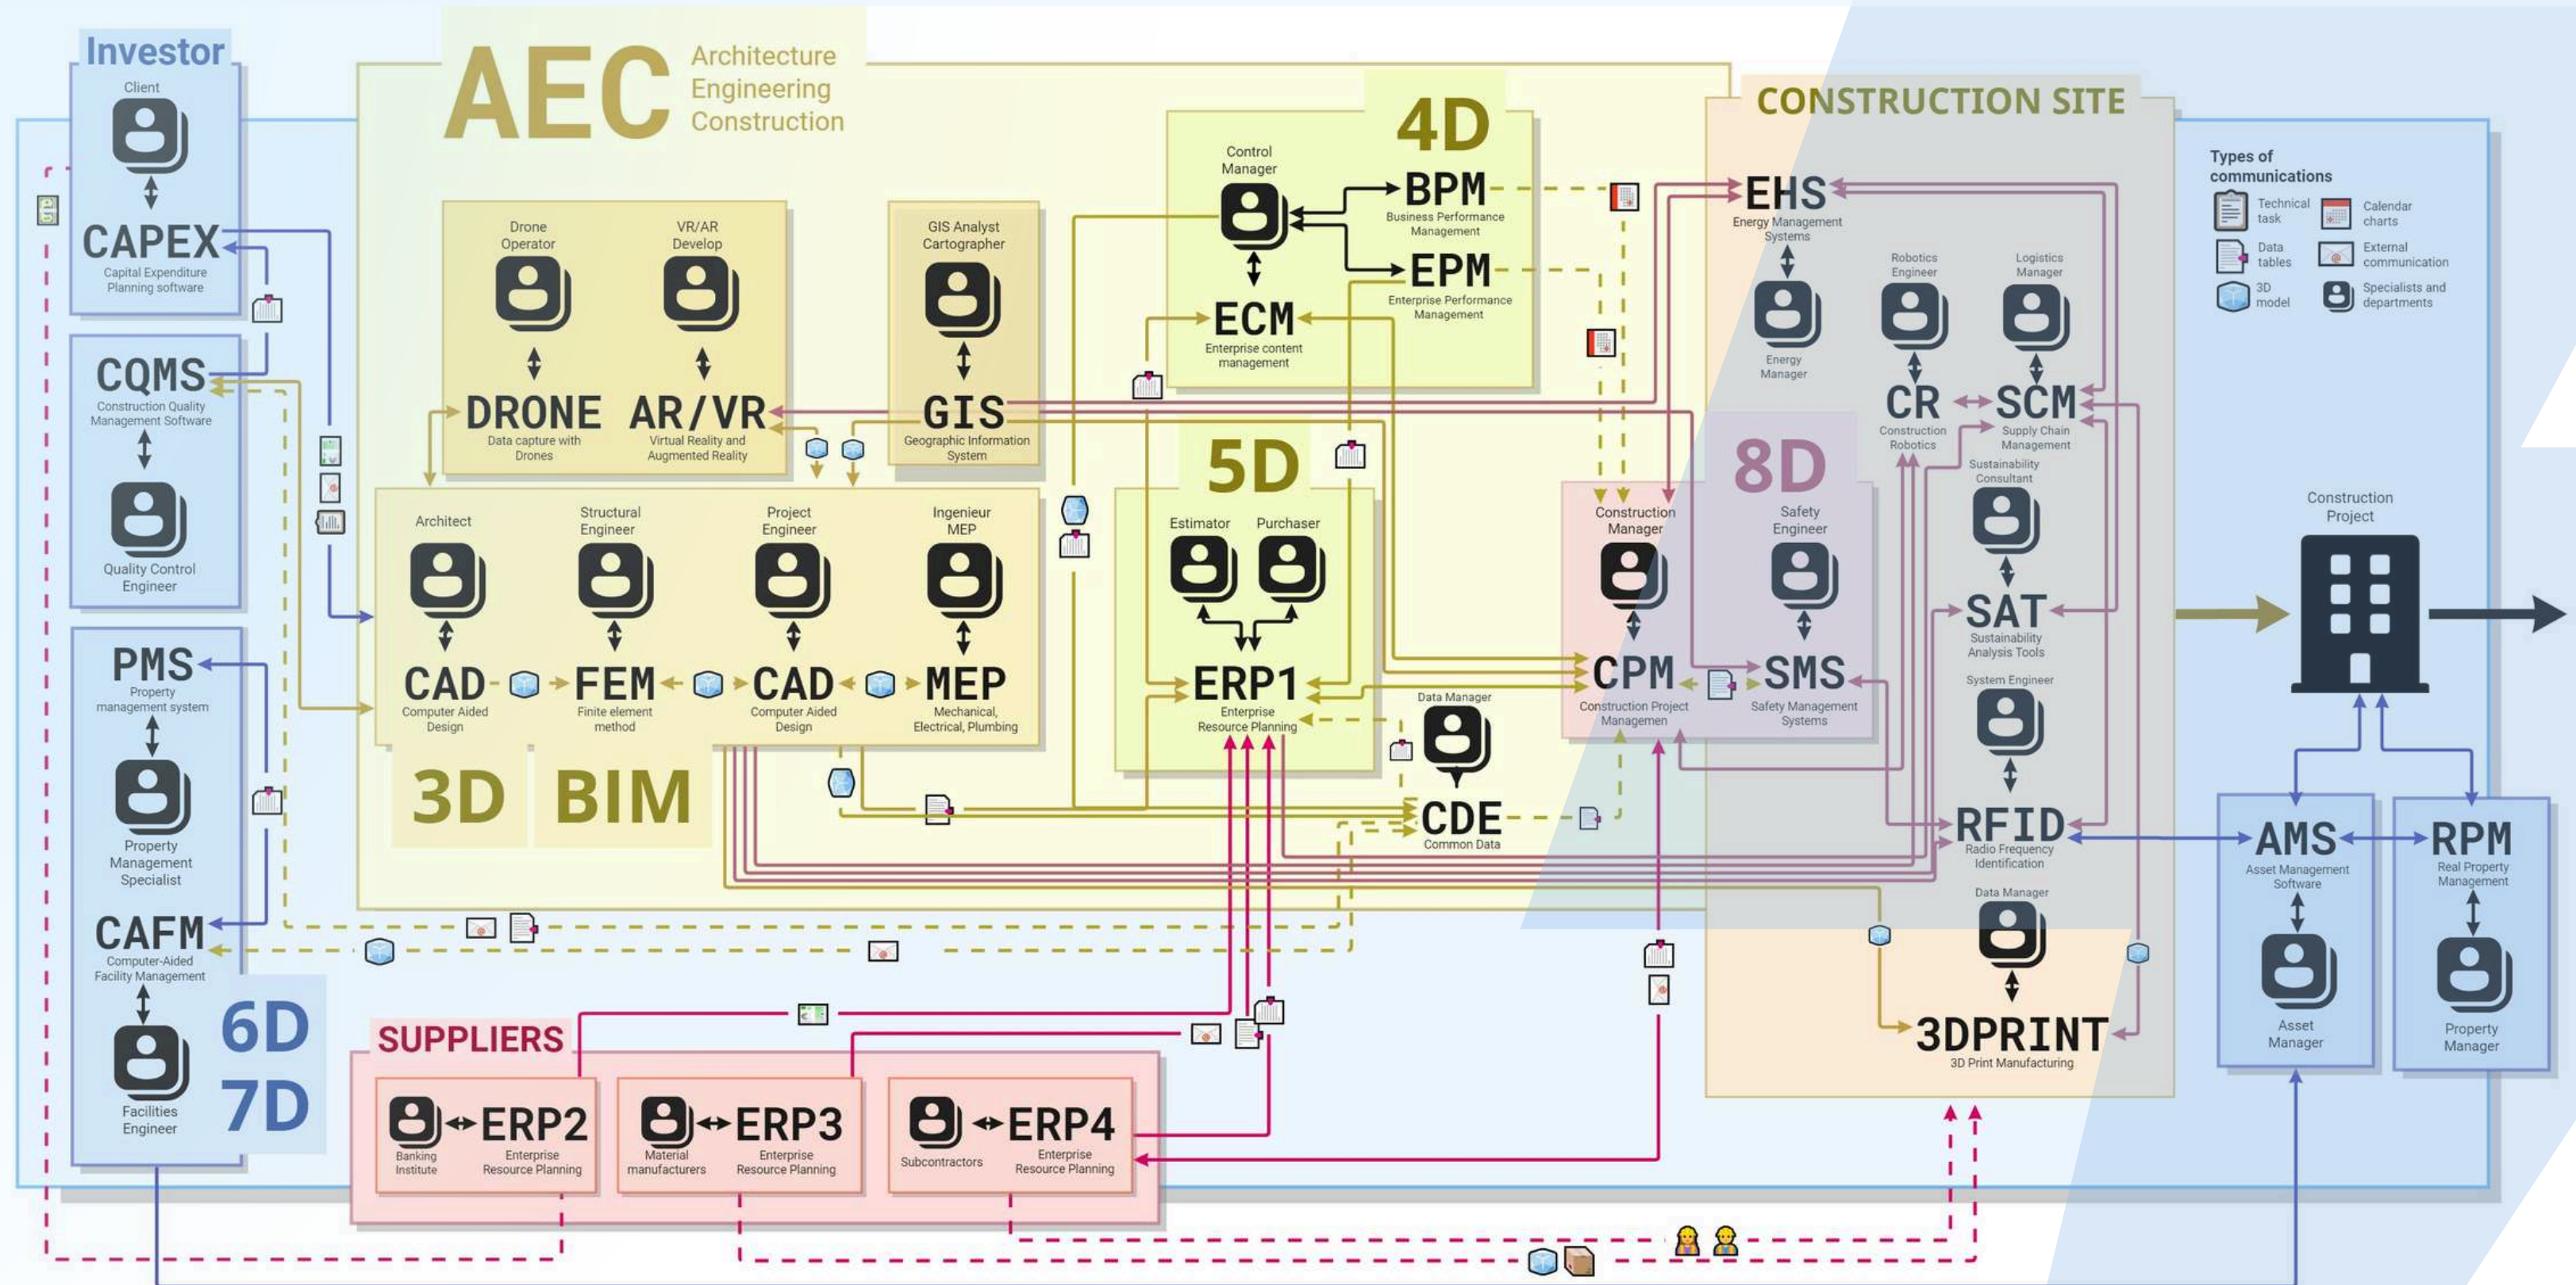 Investor
Client
CAPEX
Capital Expenditure
Planning software
CQMS
Construction Quality
Management Software
Quality Control
Engineer
PMS
Property
management system
Property
Management
Specialist
CAFM
Computer-Aided
Facility Management
Facilities
Engineer
6D
7D
AEC
Architecture
Engineering
Construction
Drone
Operator
VR/AR
Develop
DRONE
Data capture with
Drones
AR/VR
Virtual Reality and
Augmented Reality
GIS Analyst
Cartographer
GIS
Geographic Information
System
Architect
Structural
Engineer
Project
Engineer
Ingenieur
MEP
CAD
Computer Aided
Design
FEM
Finite element
method
CAD
Computer Aided
Design
MEP
Mechanical,
Electrical, Plumbing
3D
BIM
4D
Control
Manager
BPM
Business Performance
Management
EPM
Enterprise Performance
Management
ECM
Enterprise content
management
5D
Estimator
Purchaser
ERP1
Enterprise
Resource Planning
Data Manager
CDE
Common Data
8D
Construction
Manager
Safety
Engineer
CPM
Construction Project
Managemen
SMS
Safety Management
Systems
CONSTRUCTION SITE
EHS
Energy Management
Systems
Energy
Manager
Robotics
Engineer
Logistics
Manager
CR
Construction
Robotics
SCM
Supply Chain
Management
Sustainability
Consultant
SAT
Sustainability
Analysis Tools
System Engineer
RFID
Radio Frequency
Identification
Data Manager
3DPRINT
3D Print Manufacturing
Types of
communications
Technical
task
Calendar
charts
Data
tables
External
communication
3D
model
Specialists and
departments
Construction
Project
AMS
Asset Management
Software
Asset
Manager
RPM
Real Property
Management
Property
Manager
SUPPLIERS
Banking
Institute
ERP2
Enterprise
Resource Planning
Material
manufacturers
ERP3
Enterprise
Resource Planning
Subcontractors
ERP4
Enterprise
Resource Planning